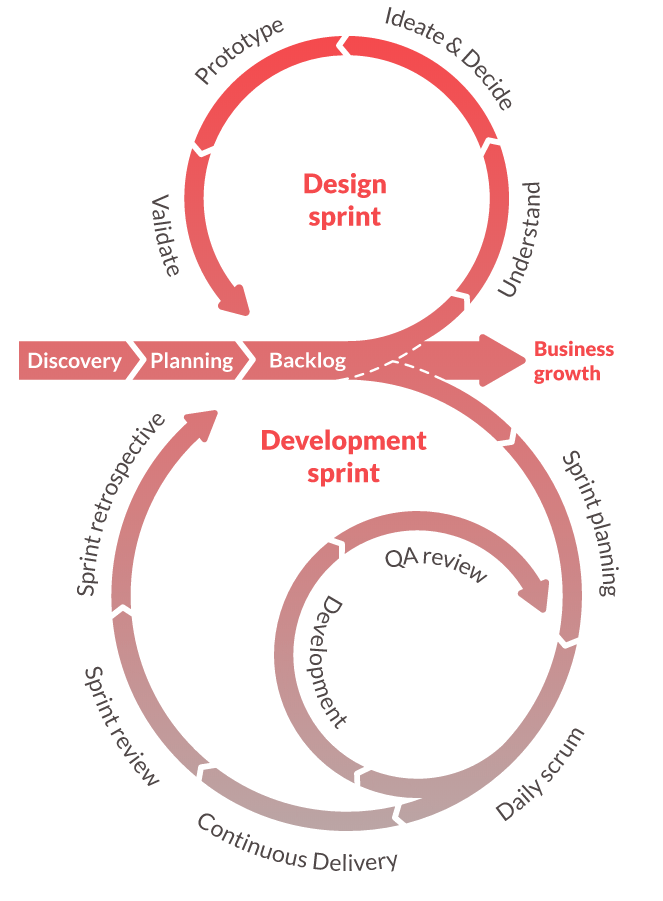 Ideate & Decide
Prototype
Design
sprint
Validate
Understand
Discovery
Planning
Backlog
Business
growth
Development
sprint
Sprint retrospective
Sprint planning
QA review
Development
Sprint review
Daily scrum
Continuous Delivery